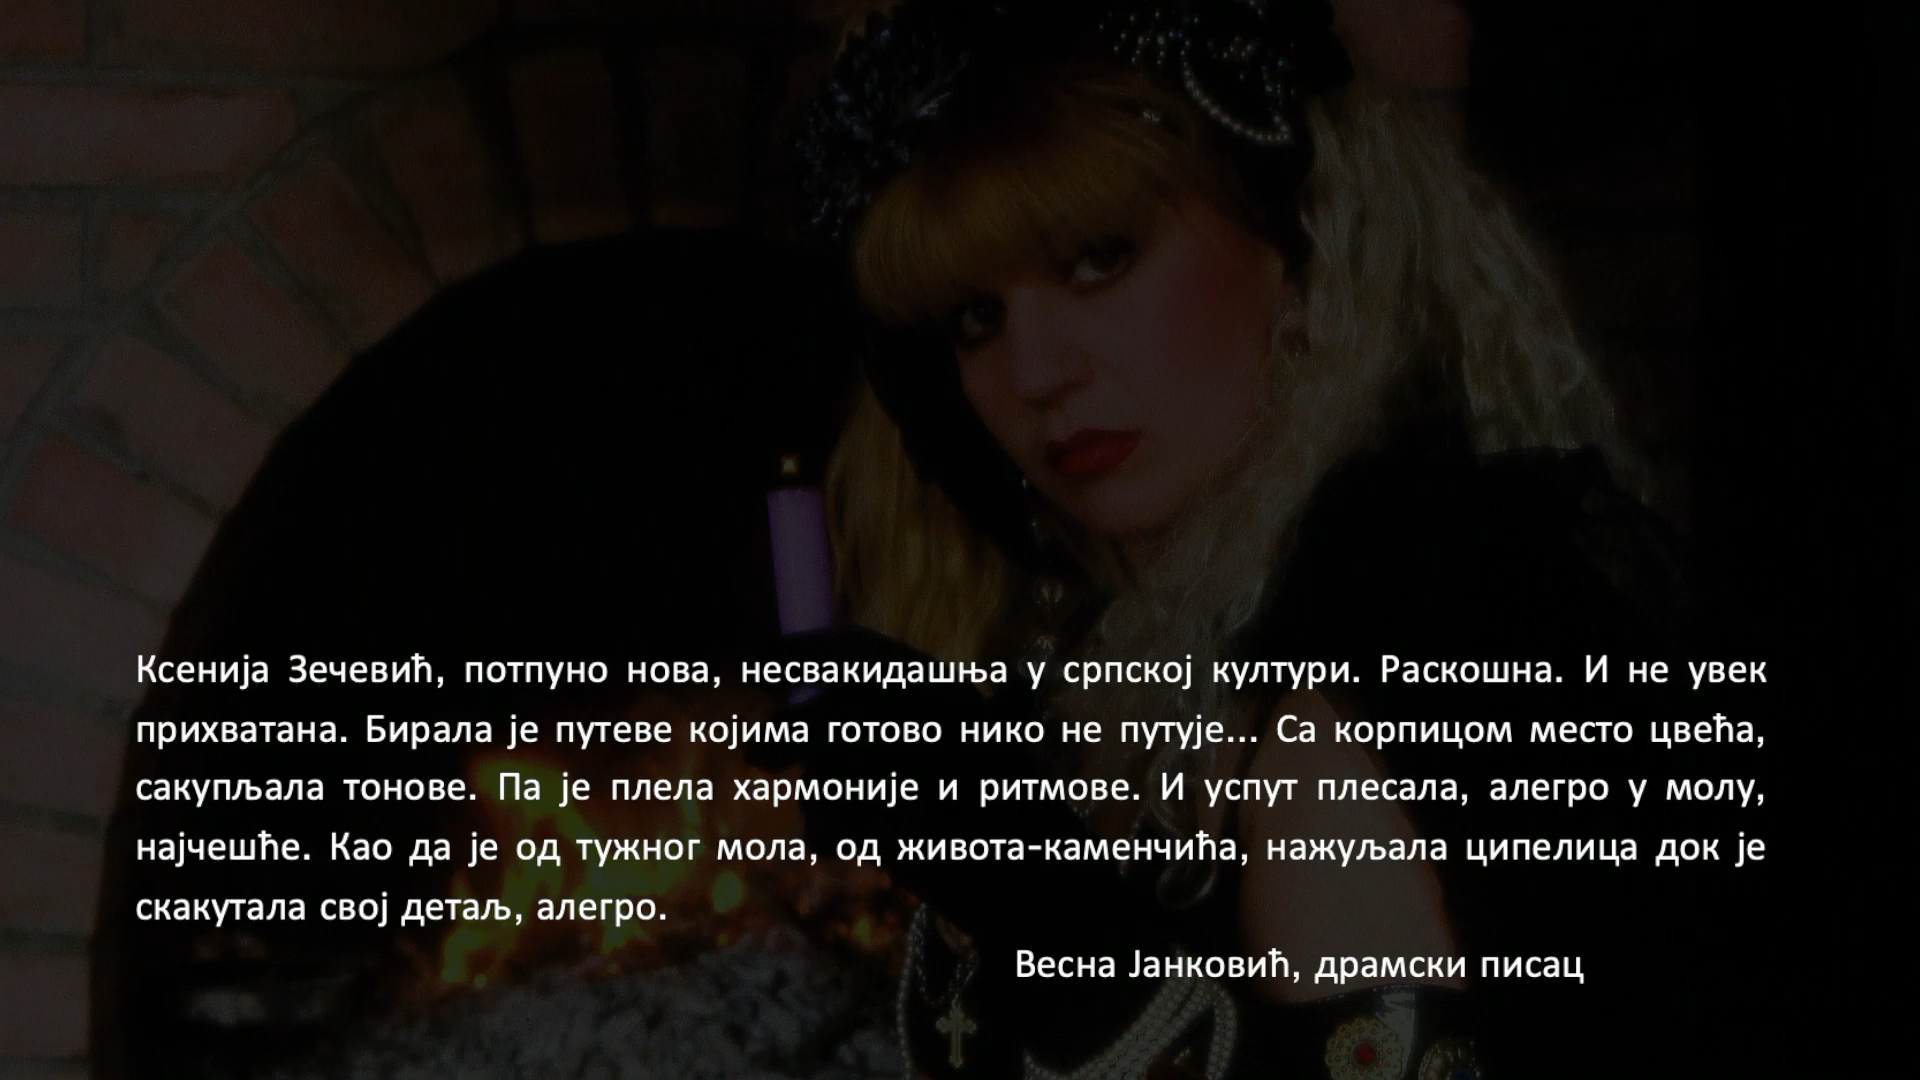 Ксенија Зечевић, потпуно нова, несвакидашња у српској култури. Раскошна. И не увек
прихватана. Бирала је путеве којима готово нико не путује... Са корпицом место цвећа,
сакупљала тонове. Па је плела хармоније и ритмове. И успут плесала, алегро у молу,
најчешће. Као да је од тужног мола, од живота-каменчића, нажуљала ципелица док је
скакутала свој детаљ, алегро.
Весна Јанковић, драмски писац